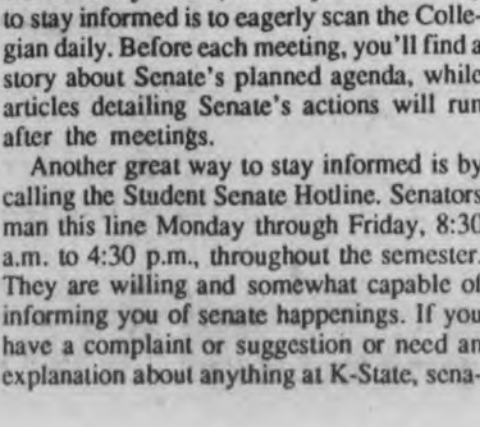 to stay informed is to eagerly scan the Colle-
gian daily. Before each meeting, you'll find a
story about Senate's planned agenda, while
articles detailing Senate's actions will run
after the meetings.
Another great way to stay informed is by
calling the Student Senate Hotline. Senators
man this line Monday through Friday, 8:30
a.m. to 4:30 p.m., throughout the semester.
They are willing and somewhat capable of
informing you of senate happenings. If you
have a complaint or suggestion or need an
explanation about anything at K-State, sena-